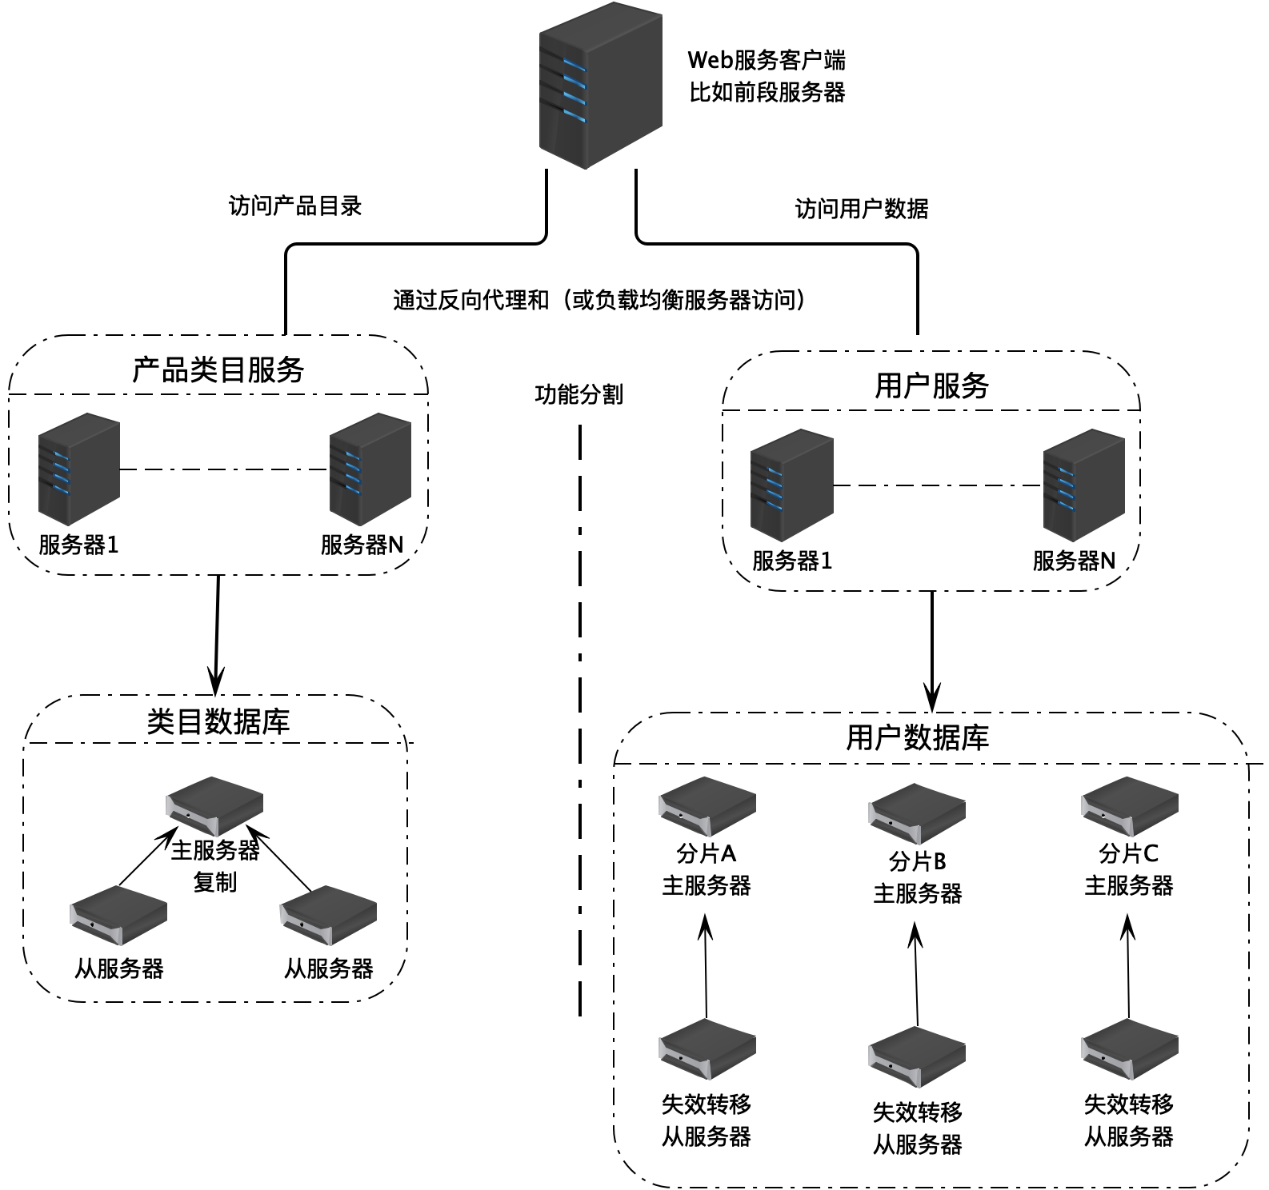 Web服务客户端
比如前段服务器
访问产品目录
访问用户数据
通过反向代理和（或负载均衡服务器访问）
产品类目服务
服务器1
服务器N
功能分割
用户服务
服务器1
服务器N
类目数据库
主服务器
复制
从服务器
从服务器
用户数据库
分片A
主服务器
分片B
主服务器
分片C
主服务器
失效转移
从服务器
失效转移
从服务器
失效转移
从服务器